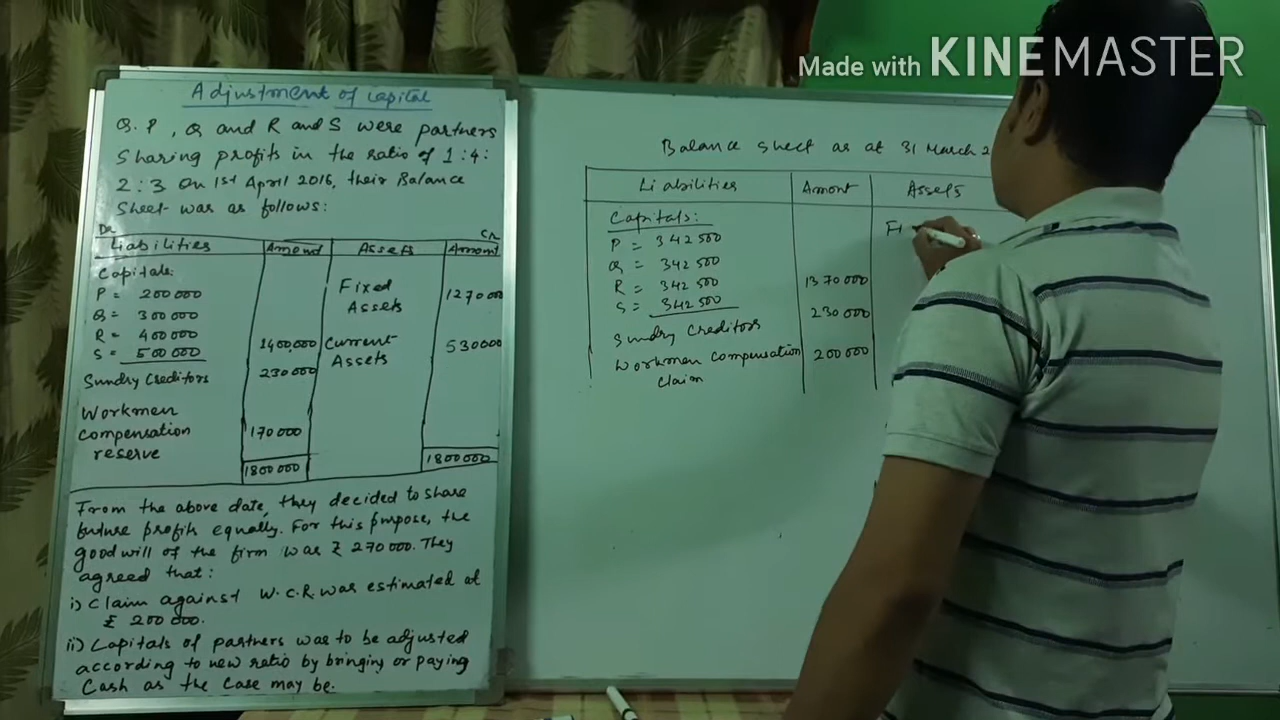 Made with KINEMASTER
Adjustment of capital
Q. P, Q and R and S were partners
Sharing profits in the ratio of 1:4:
2:3 On 1st April 2016, their Balance
Sheet was as follows:
Dr Cr
Liabilities Amount Assets Amount
Capitals:
P = 200000
Q = 300000
R = 400000
S = 500000 1400,000
Sundry Creditors 230000
Workmen
compensation
reserve 170000
1800000
Fixed
Assets 1270000
Current
Assets 530000
1800000
From the above date, they decided to share
future profits equally. For this purpose, the
goodwill of the firm was ₹ 270000. They
agreed that:
i) Claim against W.C.R. was estimated at
₹ 200000.
ii) Capitals of partners was to be adjusted
according to new ratio by bringing or paying
Cash as the case may be.
Balance sheet as at 31 March 2
Liabilities Amont Assets
Capitals:
P = 342500
Q = 342500
R = 342500
S = 342500 1370000
Sundry Creditors 230000
Workmen Compensation 200000
Claim
Fi